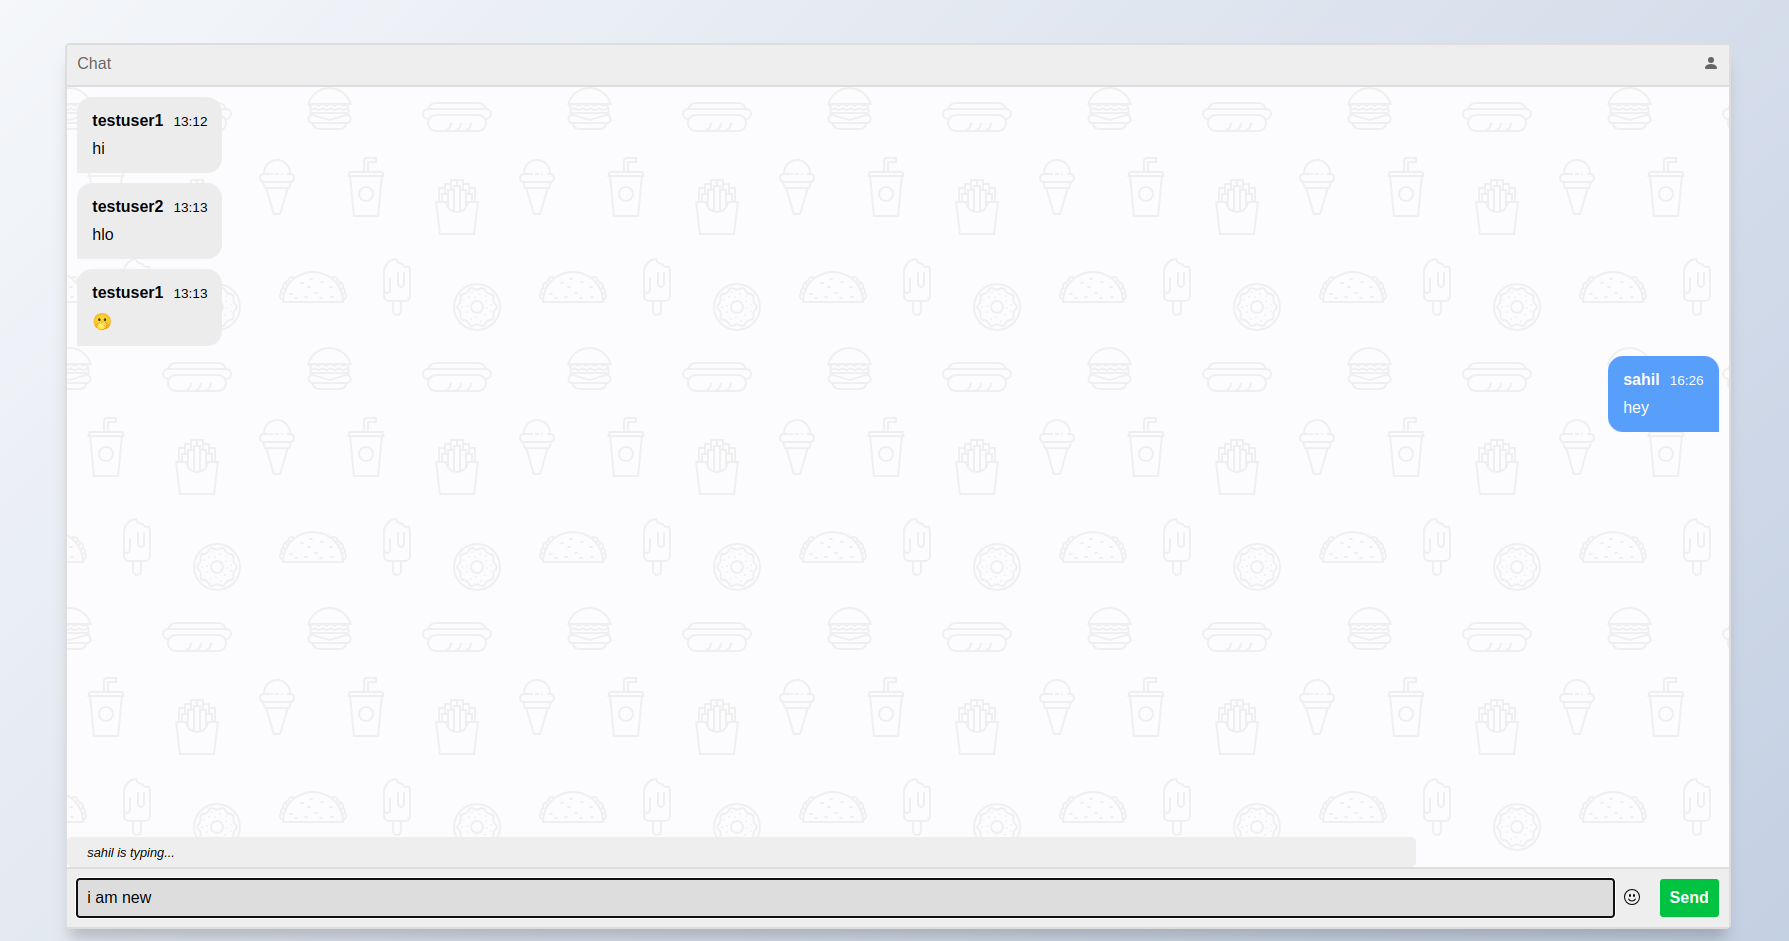 Chat
testuser1 13:12
hi
testuser2 13:13
hlo
testuser1 13:13
🫢
sahil 16:26
hey
sahil is typing...
i am new
Send